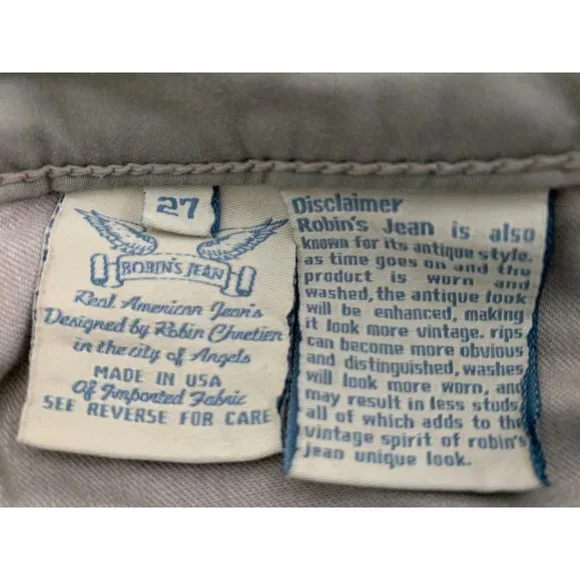 27
ROBIN'S JEAN
Real American Jean's
Designed by Robin Chretien
in the city of Angels
MADE IN USA
Of Imported Fabric
SEE REVERSE FOR CARE
Disclaimer
Robin's Jean is also
known for its antique style.
as time goes on and the
product is worn and
washed, the antique look
will be enhanced, making
it look more vintage. rips
can become more obvious
and distinguished, washes
will look more worn, and
may result in less studs,
all of which adds to the
vintage spirit of robin's
jean unique look.